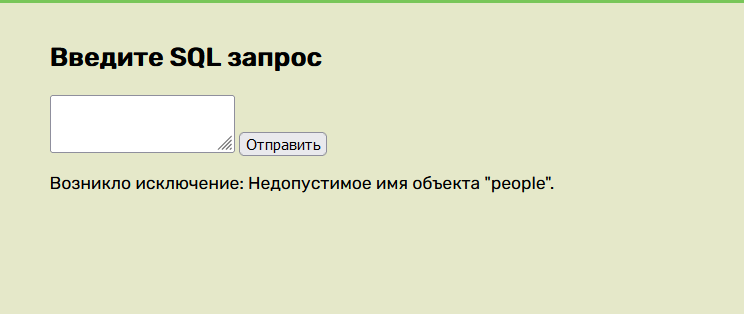 Введите SQL запрос
Отправить
Возникло исключение: Недопустимое имя объекта "people".